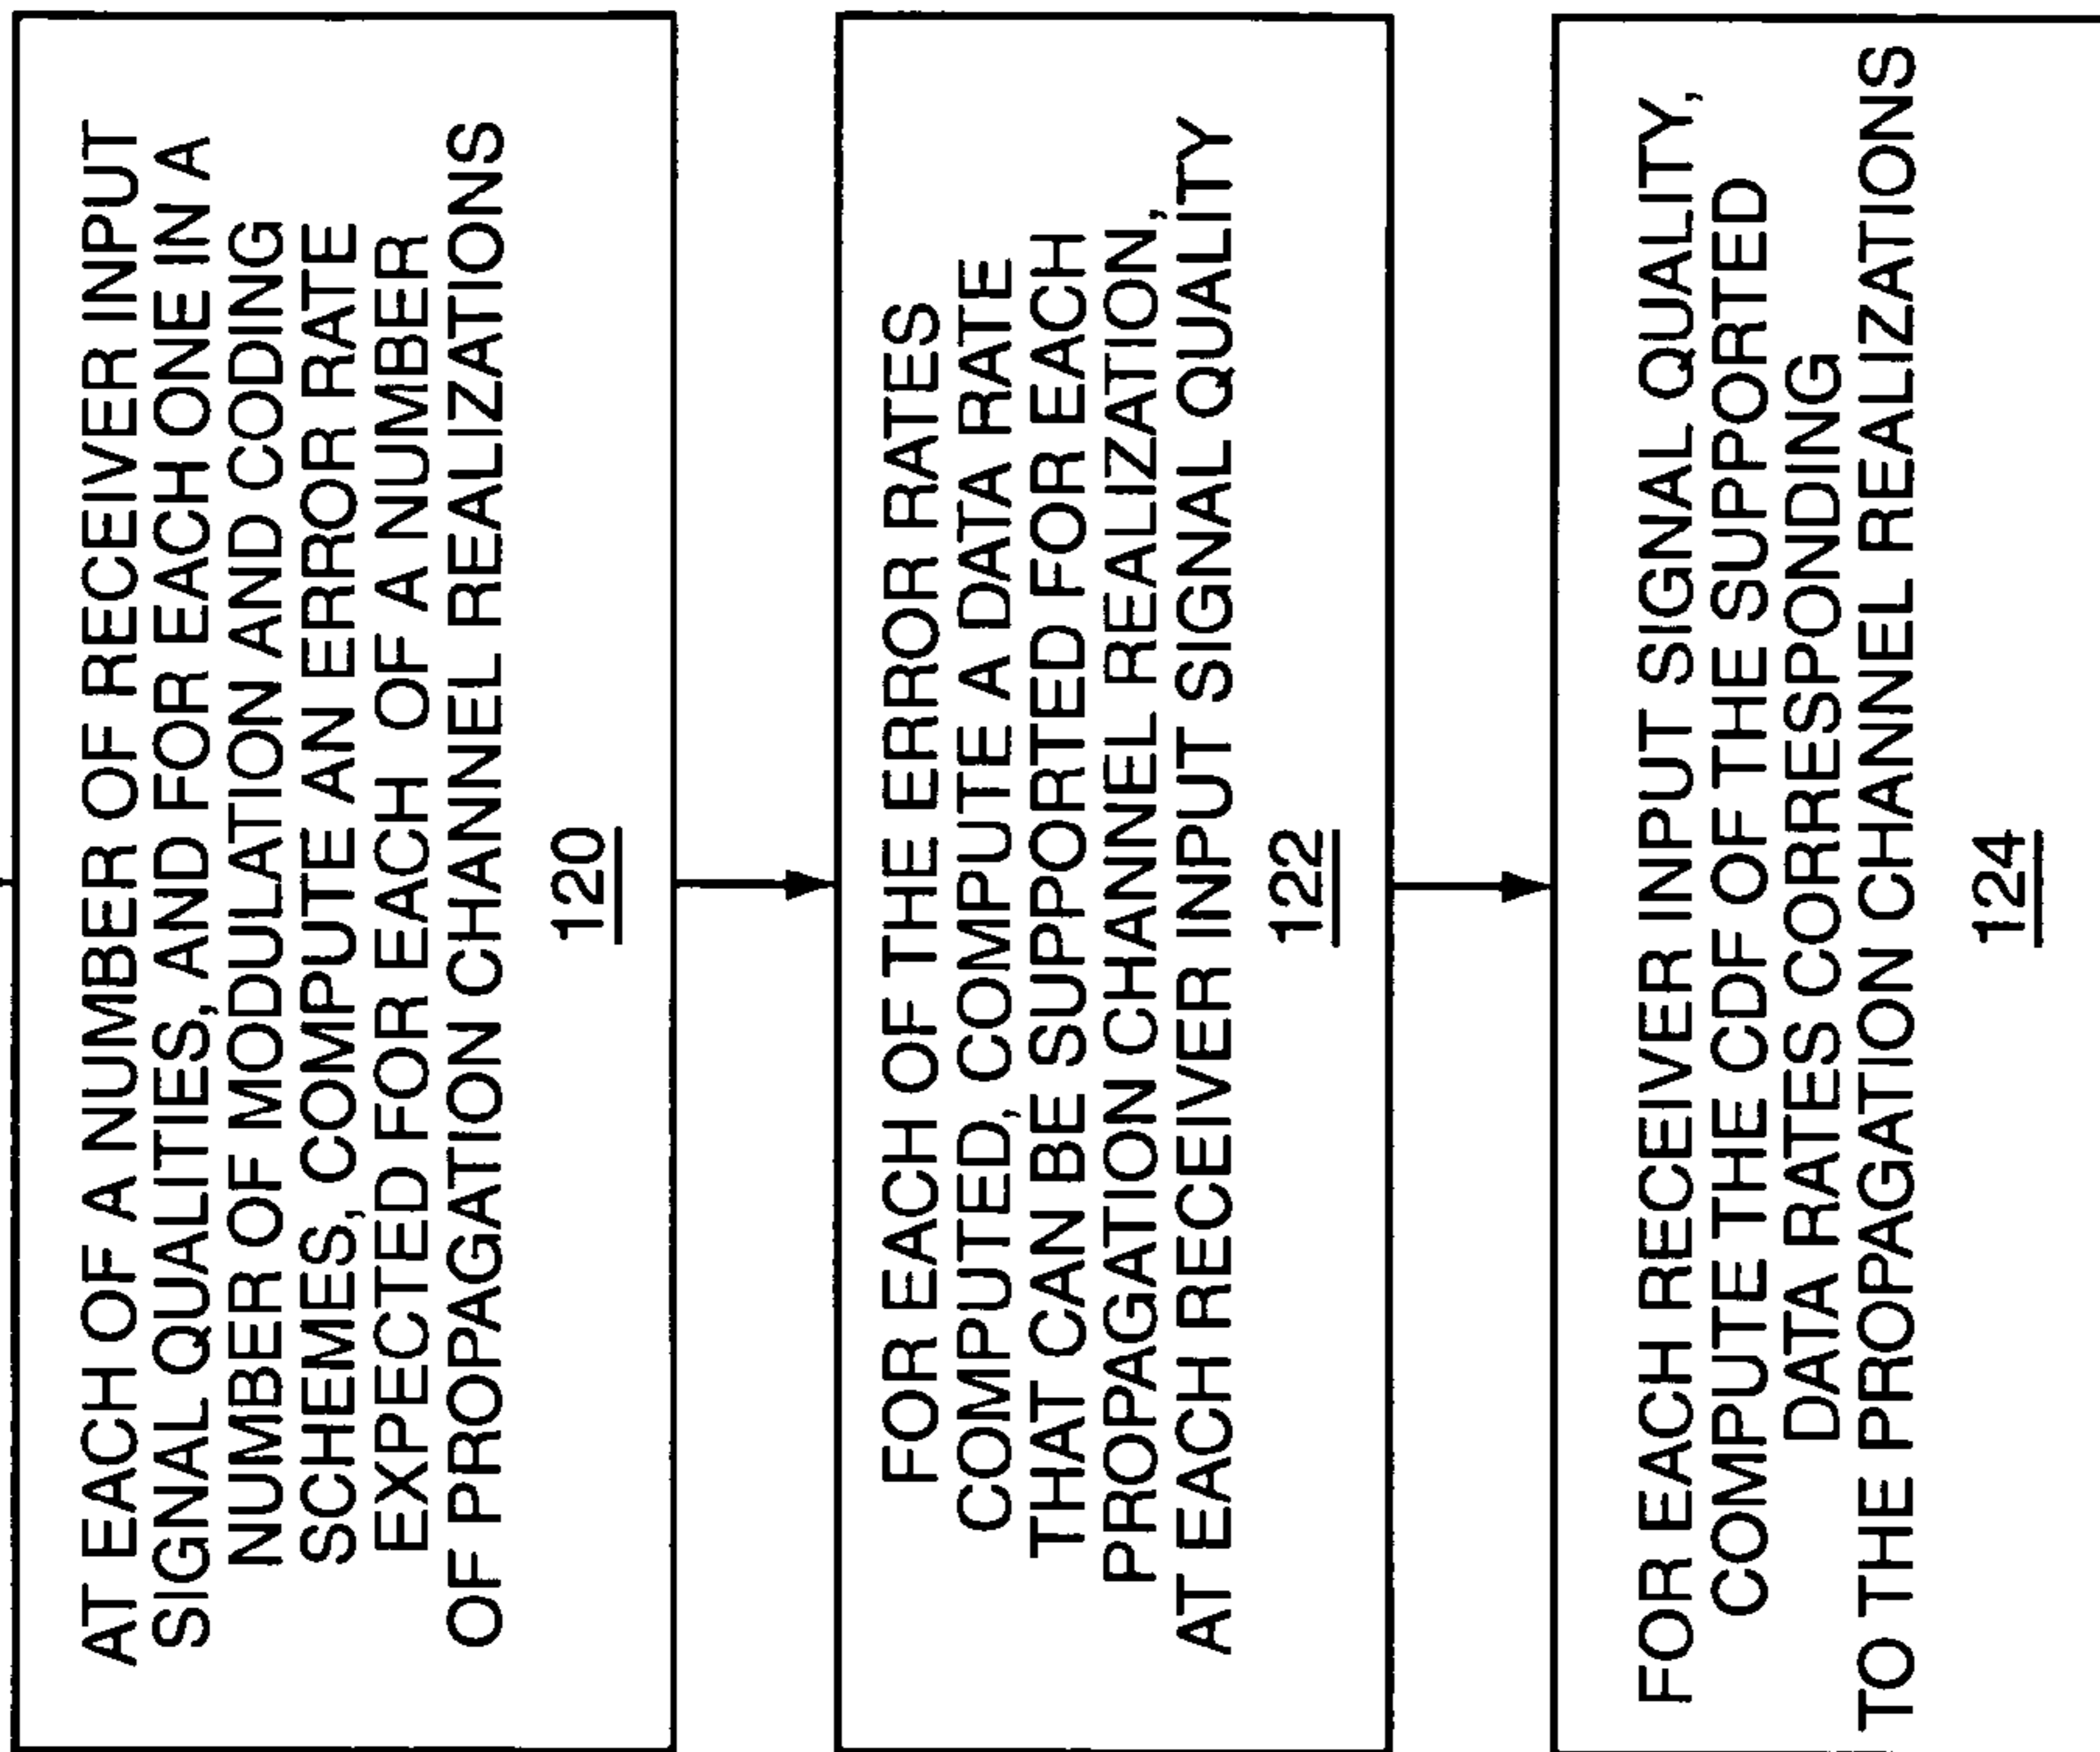 AT EACH OF A NUMBER OF RECEIVER INPUT
SIGNAL QUALITIES, AND FOR EACH ONE IN A
NUMBER OF MODULATION AND CODING
SCHEMES, COMPUTE AN ERROR RATE
EXPECTED FOR EACH OF A NUMBER
OF PROPAGATION CHANNEL REALIZATIONS
120
FOR EACH OF THE ERROR RATES
COMPUTED, COMPUTE A DATA RATE
THAT CAN BE SUPPORTED FOR EACH
PROPAGATION CHANNEL REALIZATION,
AT EACH RECEIVER INPUT SIGNAL QUALITY
122
FOR EACH RECEIVER INPUT SIGNAL QUALITY,
COMPUTE THE CDF OF THE SUPPORTED
DATA RATES CORRESPONDING
TO THE PROPAGATION CHANNEL REALIZATIONS
124